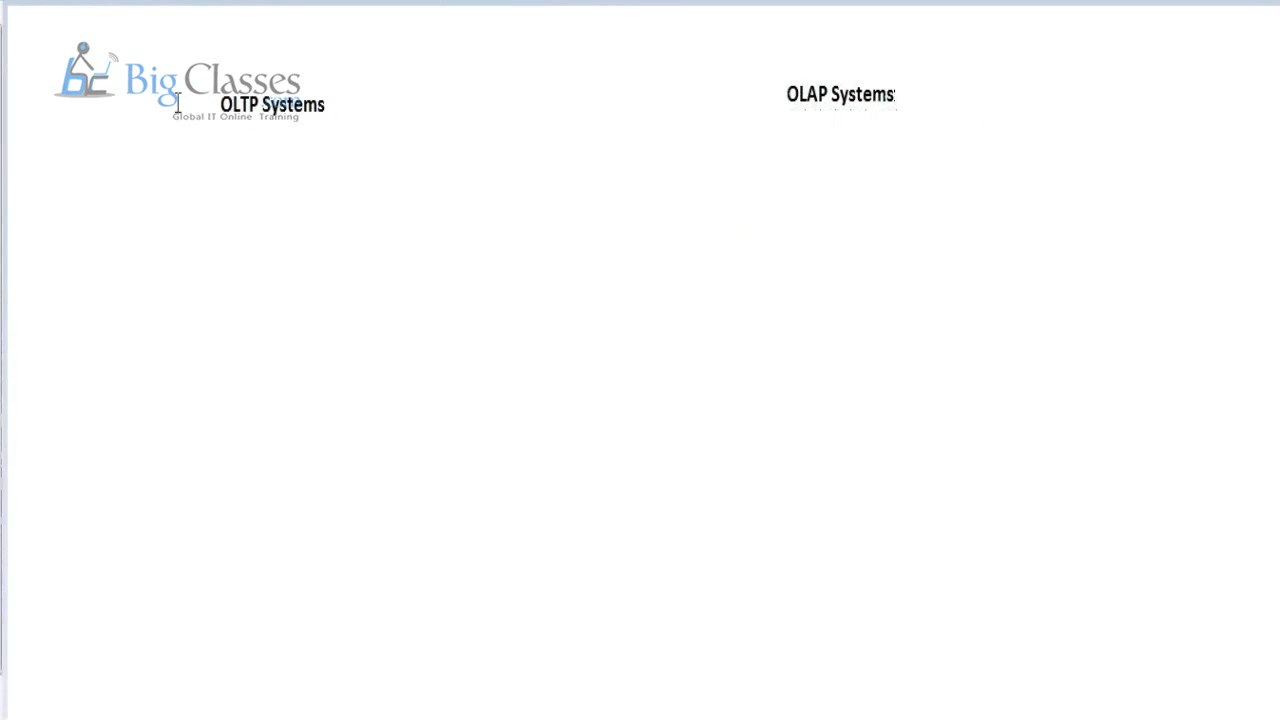 Big Classes
OLTP Systems
Global IT Online Training
OLAP Systems: